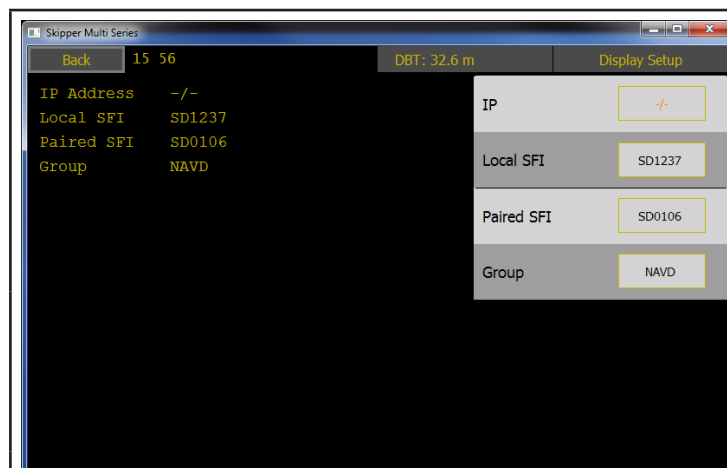 Skipper Multi Series
Back 15 56 DBT: 32.6 m Display Setup
IP Address -/-
Local SFI SD1237
Paired SFI SD0106
Group NAVD
IP -/-
Local SFI SD1237
Paired SFI SD0106
Group NAVD